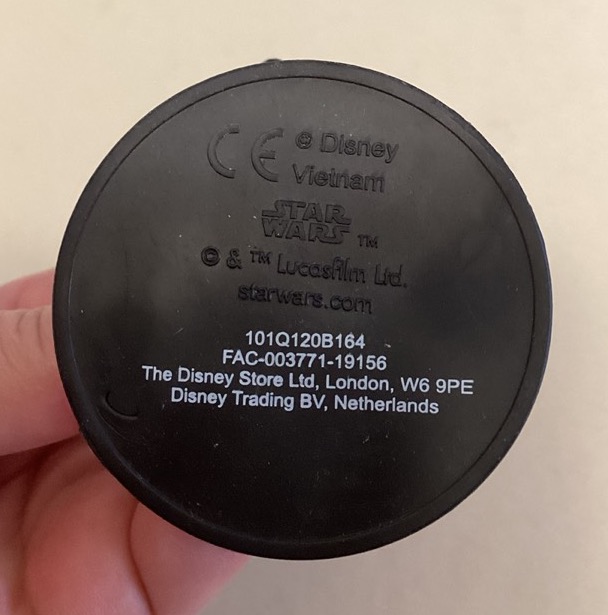 CE © Disney
Vietnam
STAR
WARS ™
© & ™ Lucasfilm Ltd.
starwars.com
101Q120B164
FAC-003771-19156
The Disney Store Ltd, London, W6 9PE
Disney Trading BV, Netherlands